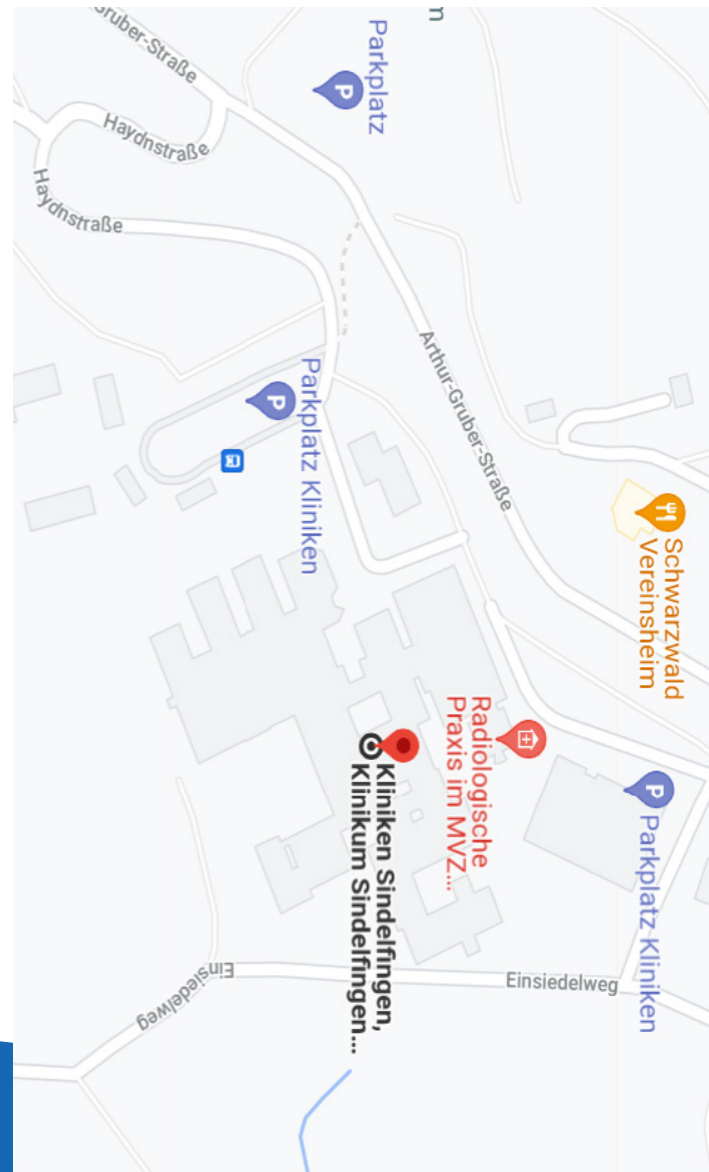 Gruber-Straße
Haydnstraße
Haydnstraße
Parkplatz
P
Arthur-Gruber-Straße
Parkplatz Kliniken
P
Schwarzwald
Vereinsheim
Radiologische
Praxis im MVZ...
Kliniken Sindelfingen,
Klinikum Sindelfingen...
Parkplatz Kliniken
P
Einsiedelweg
Einsiedelweg